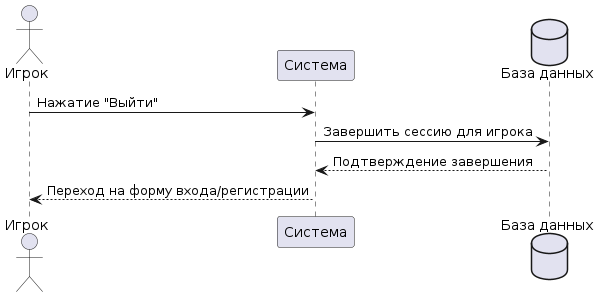 Игрок
Система
База данных
Нажатие "Выйти"
Завершить сессию для игрока
Подтверждение завершения
Переход на форму входа/регистрации
Игрок
Система
База данных